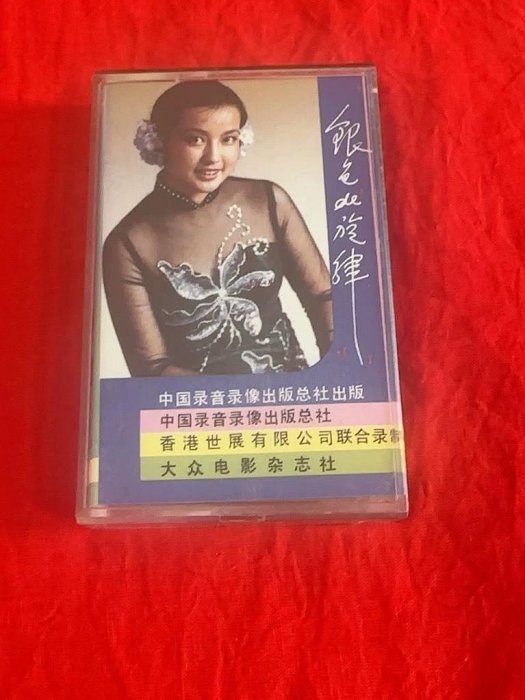 銀色de旋律
中国录音录像出版总社出版
中国录音录像出版总社
香港世展有限公司联合录制
大众电影杂志社